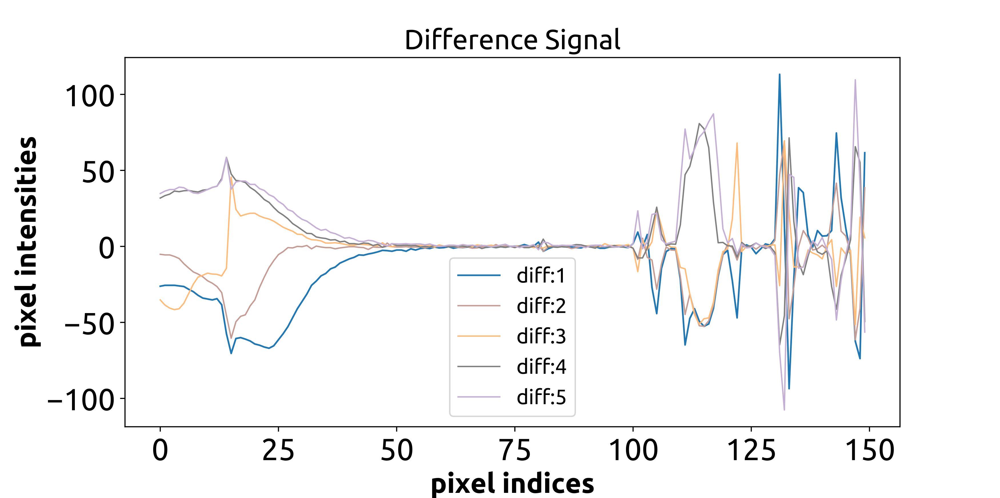 Difference Signal
pixel intensities
100
50
0
−50
−100
diff:1
diff:2
diff:3
diff:4
diff:5
0 25 50 75 100 125 150
pixel indices